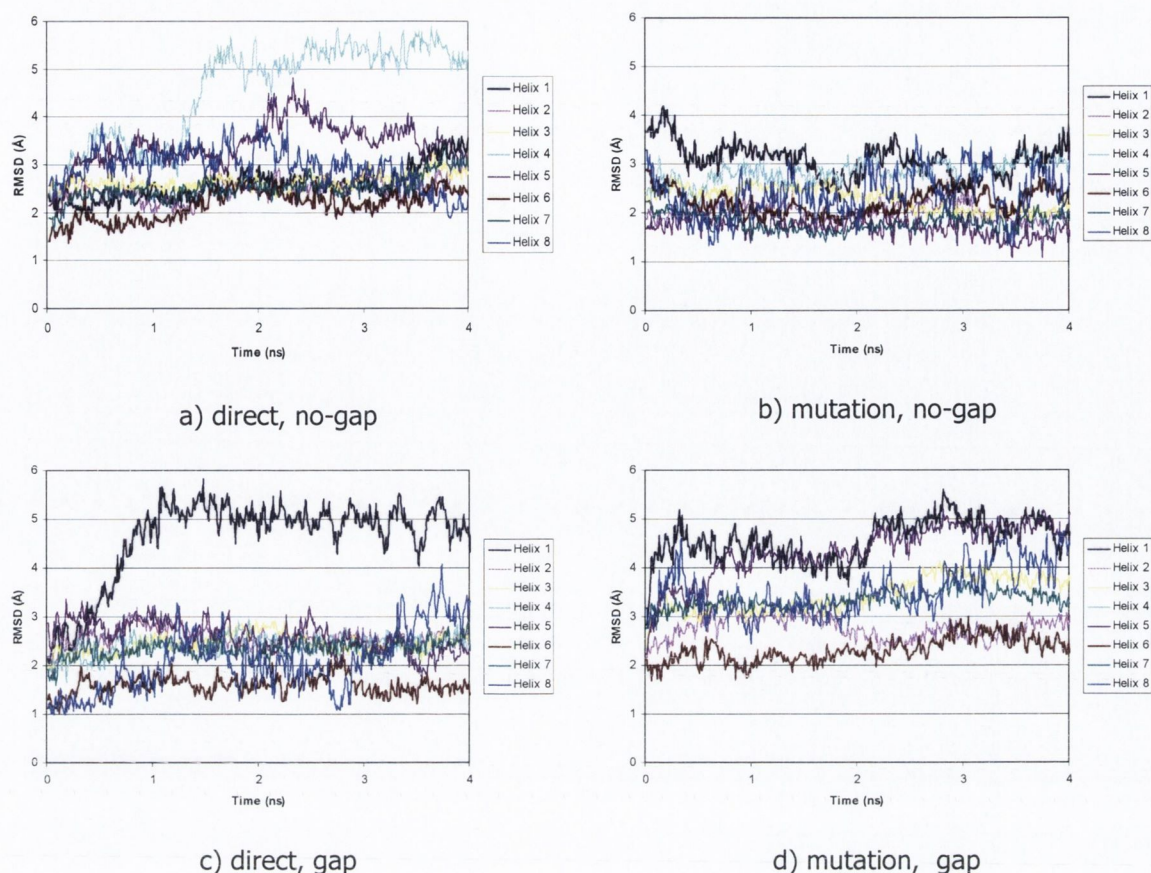 6
5
4
3
2
1
0
RMSD (Å)
0 1 2 3 4
Time (ns)
Helix 1
Helix 2
Helix 3
Helix 4
Helix 5
Helix 6
Helix 7
Helix 8
a) direct, no-gap
6
5
4
3
2
1
0
RMSD (Å)
0 1 2 3 4
Time (ns)
Helix 1
Helix 2
Helix 3
Helix 4
Helix 5
Helix 6
Helix 7
Helix 8
b) mutation, no-gap
6
5
4
3
2
1
0
RMSD (Å)
0 1 2 3 4
Time (ns)
Helix 1
Helix 2
Helix 3
Helix 4
Helix 5
Helix 6
Helix 7
Helix 8
c) direct, gap
6
5
4
3
2
1
0
RMSD (Å)
0 1 2 3 4
Time (ns)
Helix 1
Helix 2
Helix 3
Helix 4
Helix 5
Helix 6
Helix 7
Helix 8
d) mutation, gap